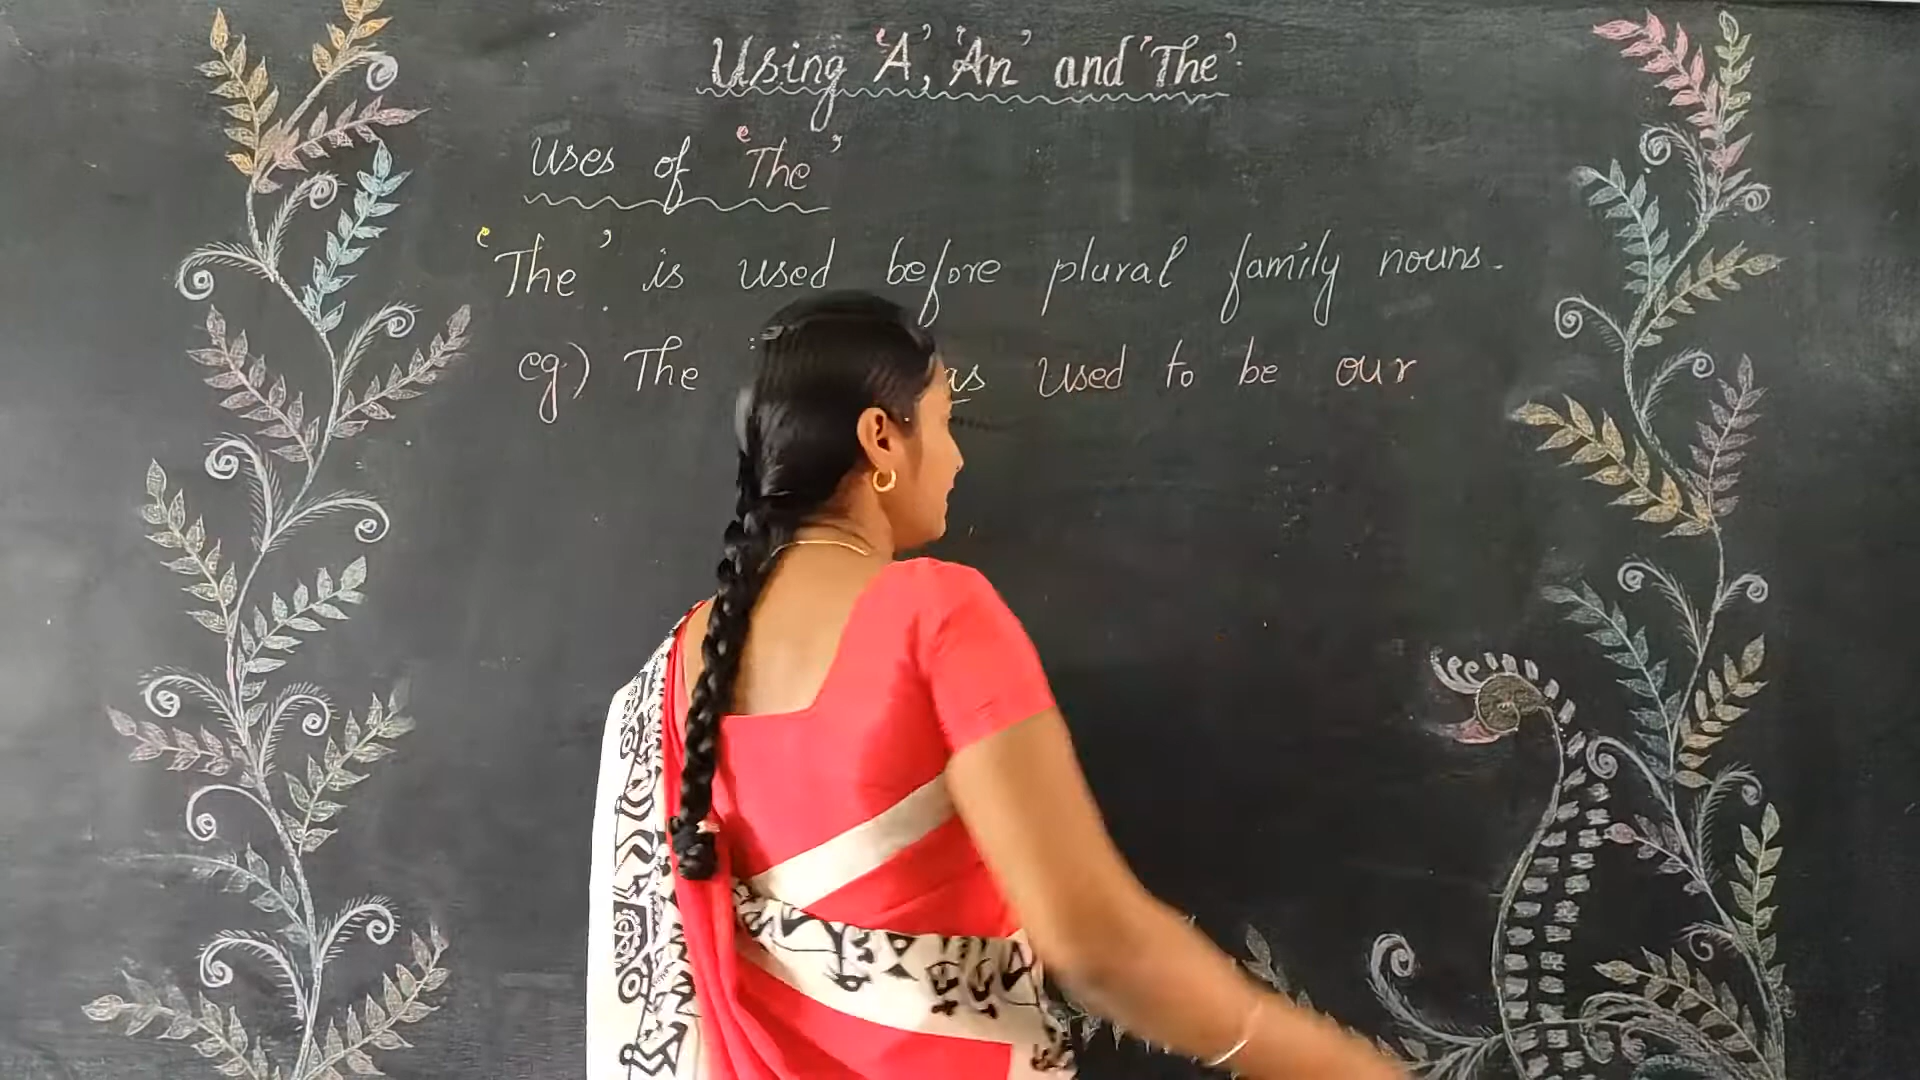 Using 'A', 'An' and 'The'.
Uses of 'The'
'The' is used before plural family nouns.
eg) The used to be our